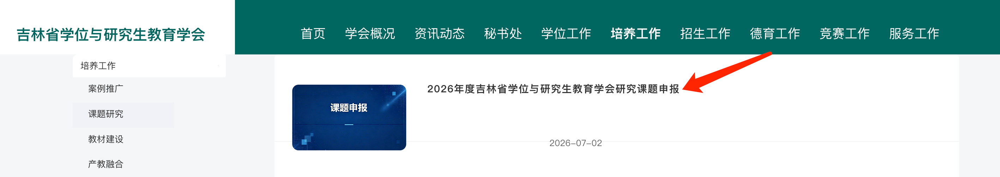 吉林省学位与研究生教育学会
首页 学会概况 资讯动态 秘书处 学位工作 培养工作 招生工作 德育工作 竞赛工作 服务工作
培养工作
案例推广
课题研究
教材建设
产教融合
课题申报
2026年度吉林省学位与研究生教育学会研究课题申报
2026-07-02